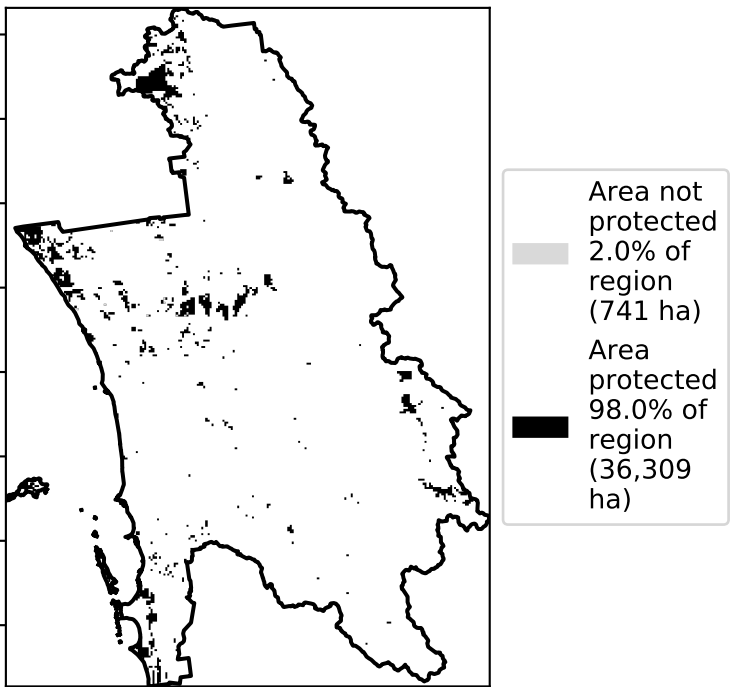 Area not
protected
2.0% of
region
(741 ha)
Area
protected
98.0% of
region
(36,309
ha)